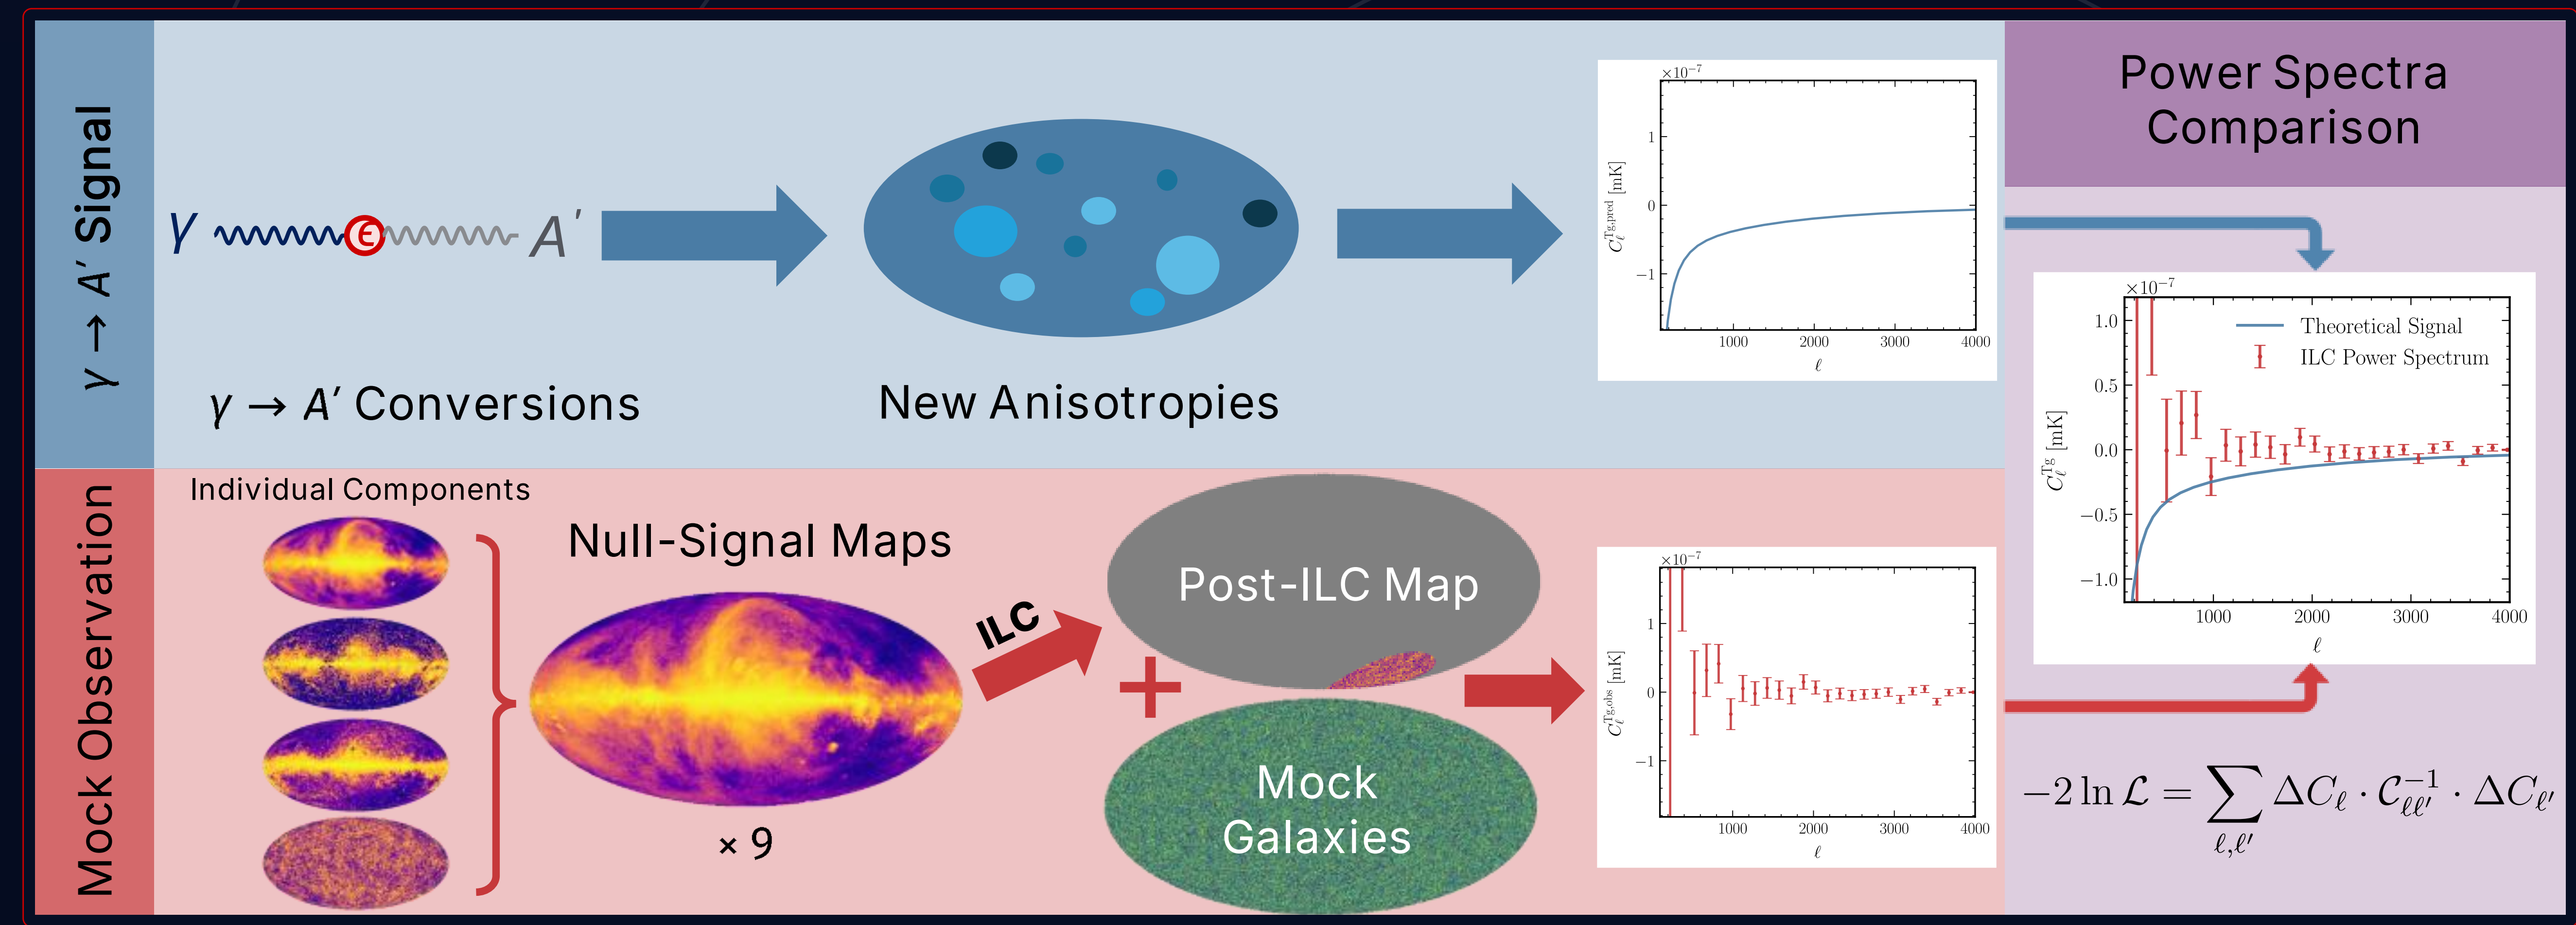 γ → A′ Signal
γ
ϵ
A′
γ → A′ Conversions
New Anisotropies
×10⁻⁷
1
0
−1
C_ℓ^{Tg,pred} [mK]
1000 2000 3000 4000
ℓ
Power Spectra
Comparison
×10⁻⁷
1.0
0.5
0.0
−0.5
−1.0
C_ℓ^{Tg} [mK]
Theoretical Signal
ILC Power Spectrum
1000 2000 3000 4000
ℓ
−2 ln ℒ = ∑_{ℓ,ℓ′} ΔC_ℓ · 𝒞_{ℓℓ′}^{−1} · ΔC_{ℓ′}
Mock Observation
Individual Components
Null-Signal Maps
× 9
ILC
Post-ILC Map
+
Mock
Galaxies
×10⁻⁷
1
0
−1
C_ℓ^{Tg,obs} [mK]
1000 2000 3000 4000
ℓ